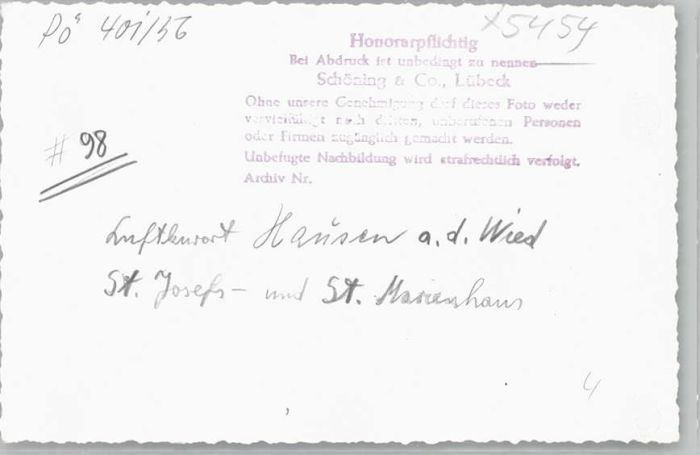 Pö 401/56
x5454
Honorarpflichtig
Bei Abdruck ist unbedingt zu nennen
Schöning & Co., Lübeck
Ohne unsere Genehmigung darf dieses Foto weder
vervielfältigt noch dritten, unberufenen Personen
oder Firmen zugänglich gemacht werden.
Unbefugte Nachbildung wird strafrechtlich verfolgt.
Archiv Nr.
# 98
Luftkurort Hausen a. d. Wied
St. Josefs- und St. Marienhaus
4